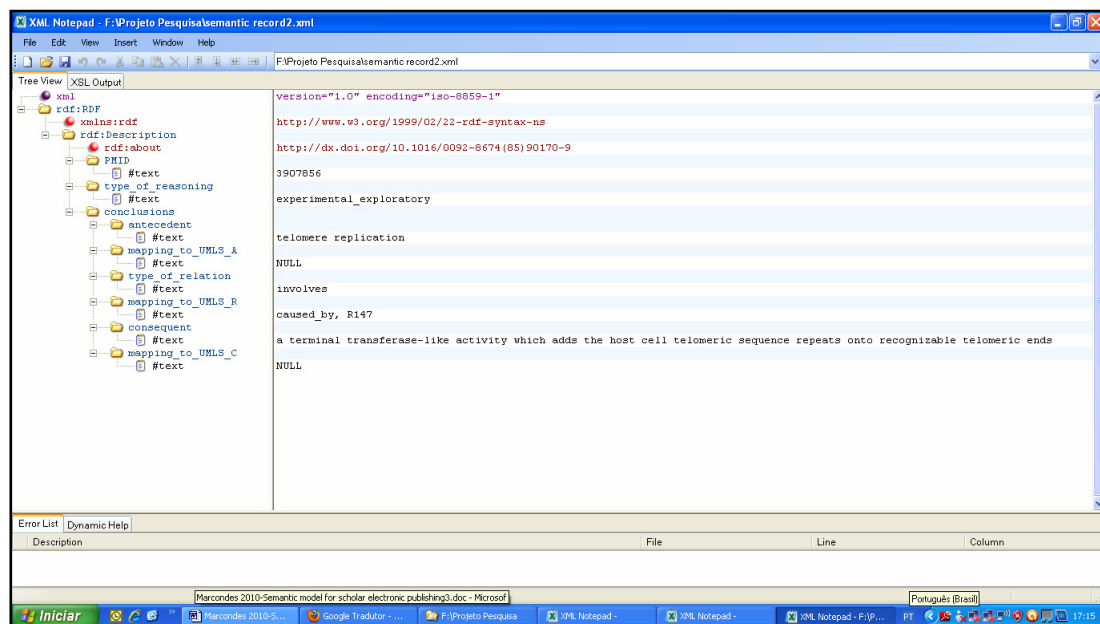 XML Notepad - F:\Projeto Pesquisa\semantic record2.xml
File Edit View Insert Window Help
F:\Projeto Pesquisa\semantic record2.xml
Tree View XSL Output
xml version="1.0" encoding="iso-8859-1"
rdf:RDF
xmlns:rdf http://www.w3.org/1999/02/22-rdf-syntax-ns
rdf:Description
rdf:about http://dx.doi.org/10.1016/0092-8674(85)90170-9
PMID
#text 3907856
type_of_reasoning
#text experimental_exploratory
conclusions
antecedent
#text telomere replication
mapping_to_UMLS_A
#text NULL
type_of_relation
#text involves
mapping_to_UMLS_R
#text caused_by, R147
consequent
#text a terminal transferase-like activity which adds the host cell telomeric sequence repeats onto recognizable telomeric ends
mapping_to_UMLS_C
#text NULL
Error List Dynamic Help
Description File Line Column
Marcondes 2010-Semantic model for scholar electronic publishing3.doc - Microsof
Português (Brasil)
Iniciar Marcondes 2010-S... Google Tradutor - ... F:\Projeto Pesquisa XML Notepad - XML Notepad - XML Notepad - F:\P... PT 17:15